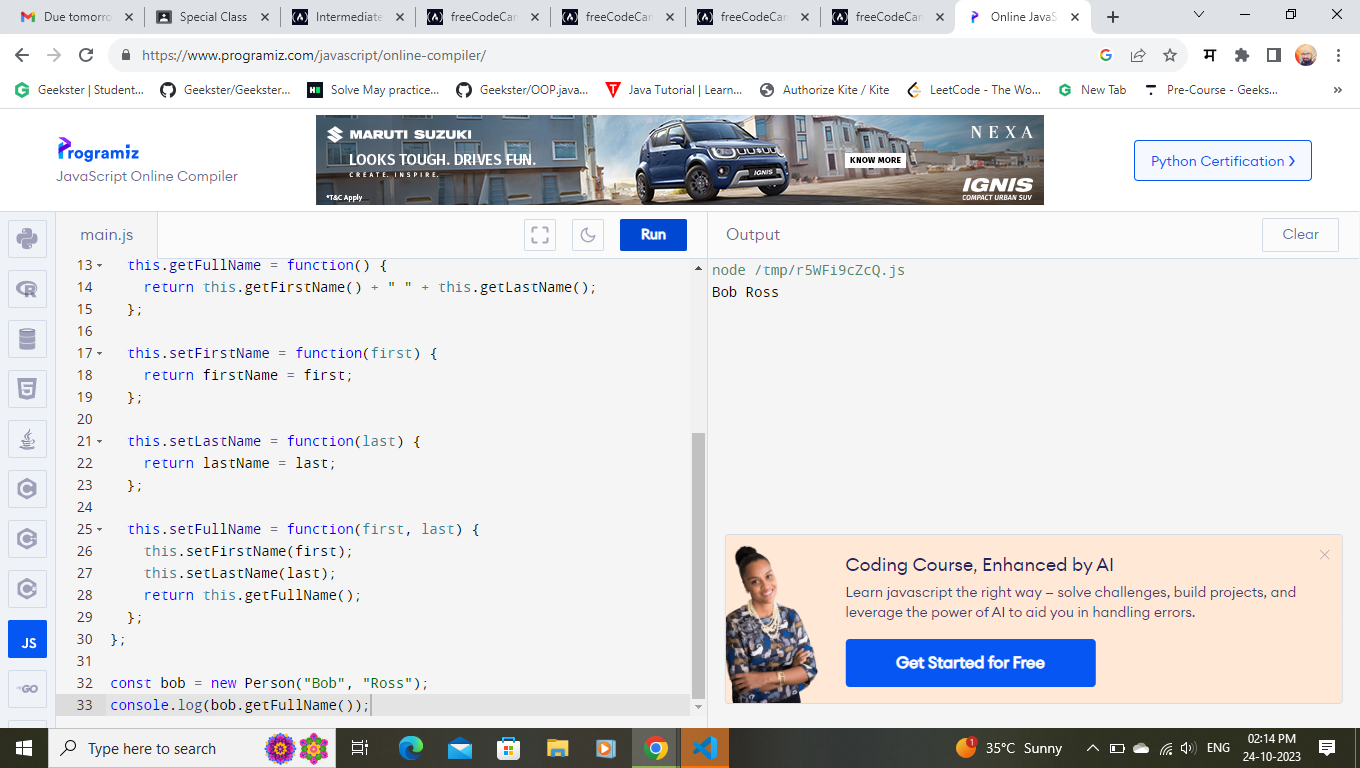 Due tomorro
Special Class
Intermediate
freeCodeCar
freeCodeCar
freeCodeCar
freeCodeCar
Online JavaS
https://www.programiz.com/javascript/online-compiler/
म
Geekster | Student...
Geekster/Geekster...
Solve May practice...
Geekster/OOP.java...
Java Tutorial | Learn...
Authorize Kite / Kite
LeetCode - The Wo...
New Tab
Pre-Course - Geeks...
Programiz
JavaScript Online Compiler
MARUTI SUZUKI
LOOKS TOUGH. DRIVES FUN.
CREATE. INSPIRE.
*T&C Apply
KNOW MORE
NEXA
IGNIS
IGNIS
COMPACT URBAN SUV
Python Certification ❯
main.js
Run
Output
Clear
13 this.getFullName = function() {
14 return this.getFirstName() + " " + this.getLastName();
15 };
16
17 this.setFirstName = function(first) {
18 return firstName = first;
19 };
20
21 this.setLastName = function(last) {
22 return lastName = last;
23 };
24
25 this.setFullName = function(first, last) {
26 this.setFirstName(first);
27 this.setLastName(last);
28 return this.getFullName();
29 };
30 };
31
32 const bob = new Person("Bob", "Ross");
33 console.log(bob.getFullName());
node /tmp/r5WFi9cZcQ.js
Bob Ross
Coding Course, Enhanced by AI
Learn javascript the right way – solve challenges, build projects, and
leverage the power of AI to aid you in handling errors.
Get Started for Free
R
5
C
C
C
JS
GO
Type here to search
35°C Sunny
1
ENG
02:14 PM
24-10-2023